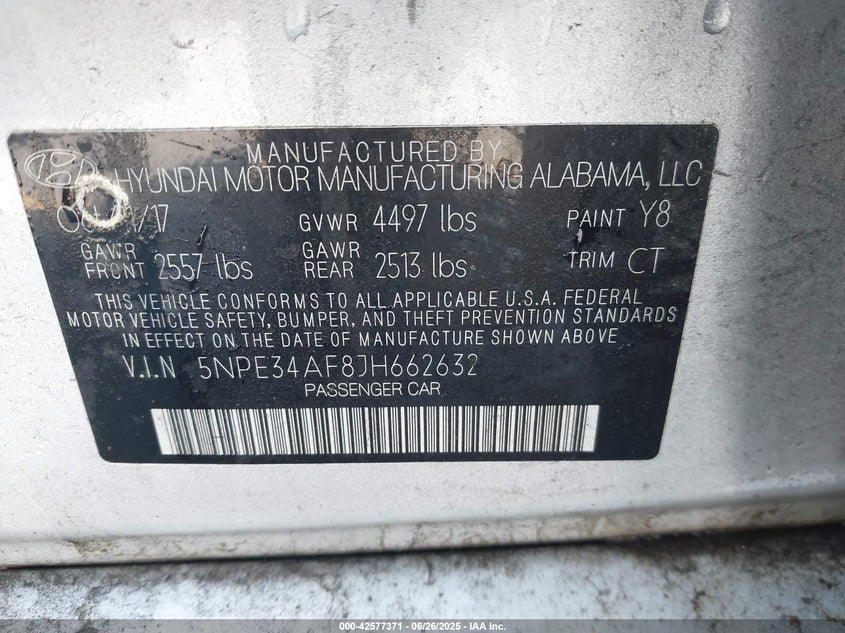 MANUFACTURED BY
HYUNDAI MOTOR MANUFACTURING ALABAMA, LLC
GVWR 4497 lbs PAINT Y8
GAWR FRONT 2557 lbs GAWR REAR 2513 lbs TRIM CT
THIS VEHICLE CONFORMS TO ALL APPLICABLE U.S.A. FEDERAL
MOTOR VEHICLE SAFETY, BUMPER, AND THEFT PREVENTION STANDARDS
IN EFFECT ON THE DATE OF MANUFACTURE SHOWN ABOVE
V.I.N 5NPE34AF8JH662632
PASSENGER CAR
000-42577371 | 06/26/2025 - IAA Inc.